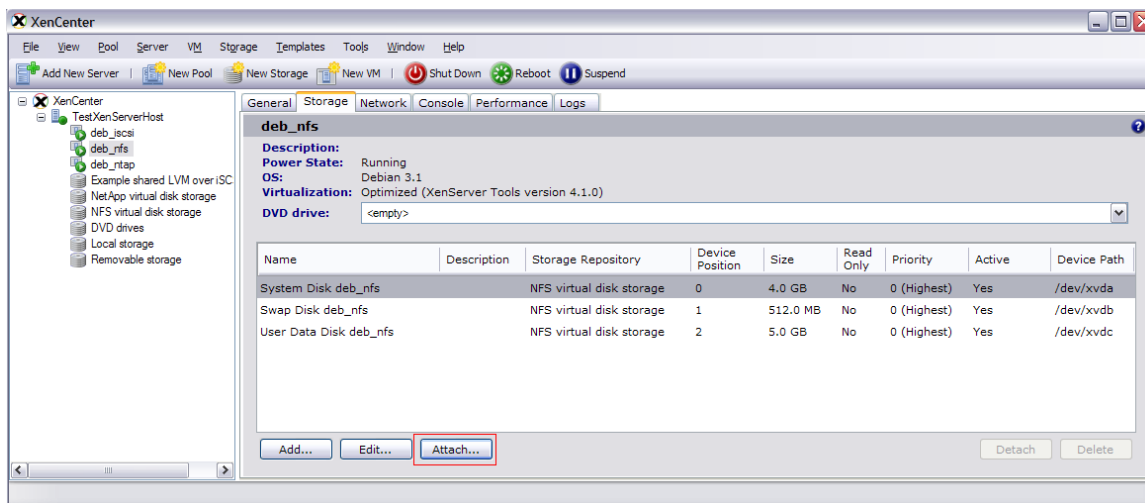 XenCenter
File View Pool Server VM Storage Templates Tools Window Help
Add New Server New Pool New Storage New VM Shut Down Reboot Suspend
XenCenter
TestXenServerHost
deb_iscsi
deb_nfs
deb_ntap
Example shared LVM over iSC
NetApp virtual disk storage
NFS virtual disk storage
DVD drives
Local storage
Removable storage
General Storage Network Console Performance Logs
deb_nfs
Description:
Power State: Running
OS: Debian 3.1
Virtualization: Optimized (XenServer Tools version 4.1.0)
DVD drive: <empty>
Name Description Storage Repository Device Position Size Read Only Priority Active Device Path
System Disk deb_nfs NFS virtual disk storage 0 4.0 GB No 0 (Highest) Yes /dev/xvda
Swap Disk deb_nfs NFS virtual disk storage 1 512.0 MB No 0 (Highest) Yes /dev/xvdb
User Data Disk deb_nfs NFS virtual disk storage 2 5.0 GB No 0 (Highest) Yes /dev/xvdc
Add... Edit... Attach... Detach Delete